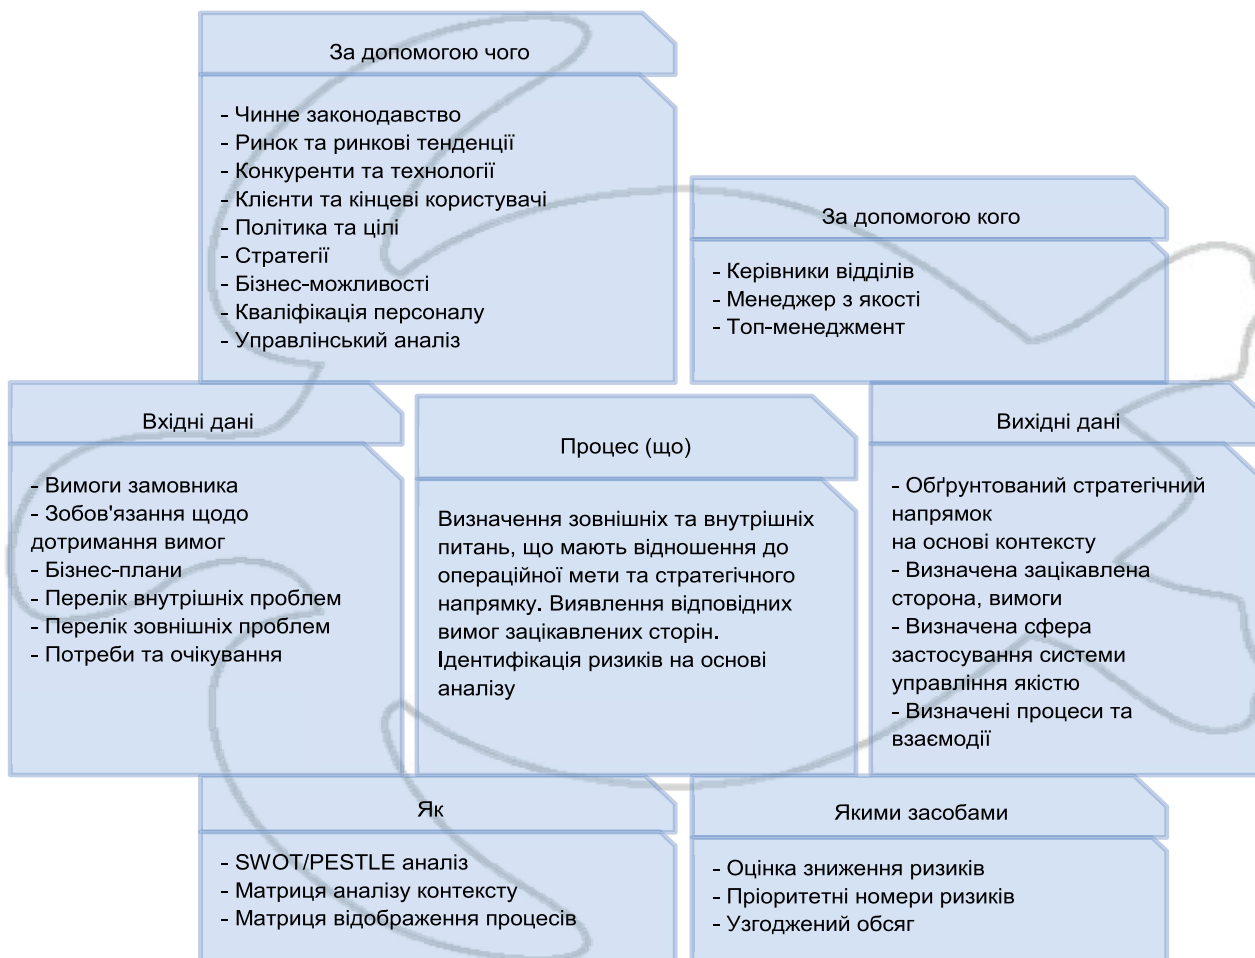 За допомогою чого
- Чинне законодавство
- Ринок та ринкові тенденції
- Конкуренти та технології
- Клієнти та кінцеві користувачі
- Політика та цілі
- Стратегії
- Бізнес-можливості
- Кваліфікація персоналу
- Управлінський аналіз
За допомогою кого
- Керівники відділів
- Менеджер з якості
- Топ-менеджмент
Вхідні дані
- Вимоги замовника
- Зобов'язання щодо
дотримання вимог
- Бізнес-плани
- Перелік внутрішніх проблем
- Перелік зовнішніх проблем
- Потреби та очікування
Процес (що)
Визначення зовнішніх та внутрішніх
питань, що мають відношення до
операційної мети та стратегічного
напрямку. Виявлення відповідних
вимог зацікавлених сторін.
Ідентифікація ризиків на основі
аналізу
Вихідні дані
- Обґрунтований стратегічний
напрямок
на основі контексту
- Визначена зацікавлена
сторона, вимоги
- Визначена сфера
застосування системи
управління якістю
- Визначені процеси та
взаємодії
Як
- SWOT/PESTLE аналіз
- Матриця аналізу контексту
- Матриця відображення процесів
Якими засобами
- Оцінка зниження ризиків
- Пріоритетні номери ризиків
- Узгоджений обсяг